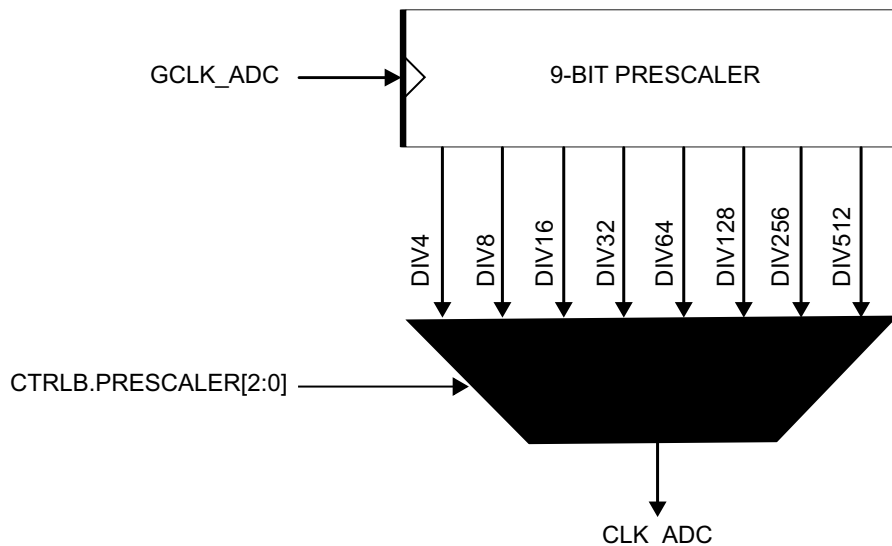 9-BIT PRESCALER
GCLK_ADC
DIV4
DIV8
DIV16
DIV32
DIV64
DIV128
DIV256
DIV512
CTRLB.PRESCALER[2:0]
CLK_ADC